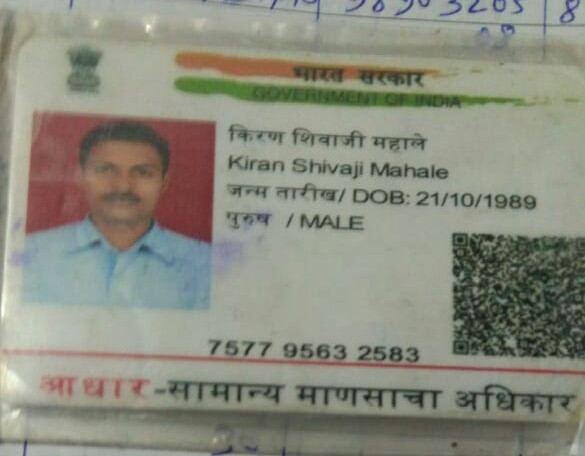 भारत सरकार
GOVERNMENT OF INDIA
किरण शिवाजी महाले
Kiran Shivaji Mahale
जन्म तारीख/ DOB: 21/10/1989
पुरुष / MALE
7577 9563 2583
आधार-सामान्य माणसाचा अधिकार